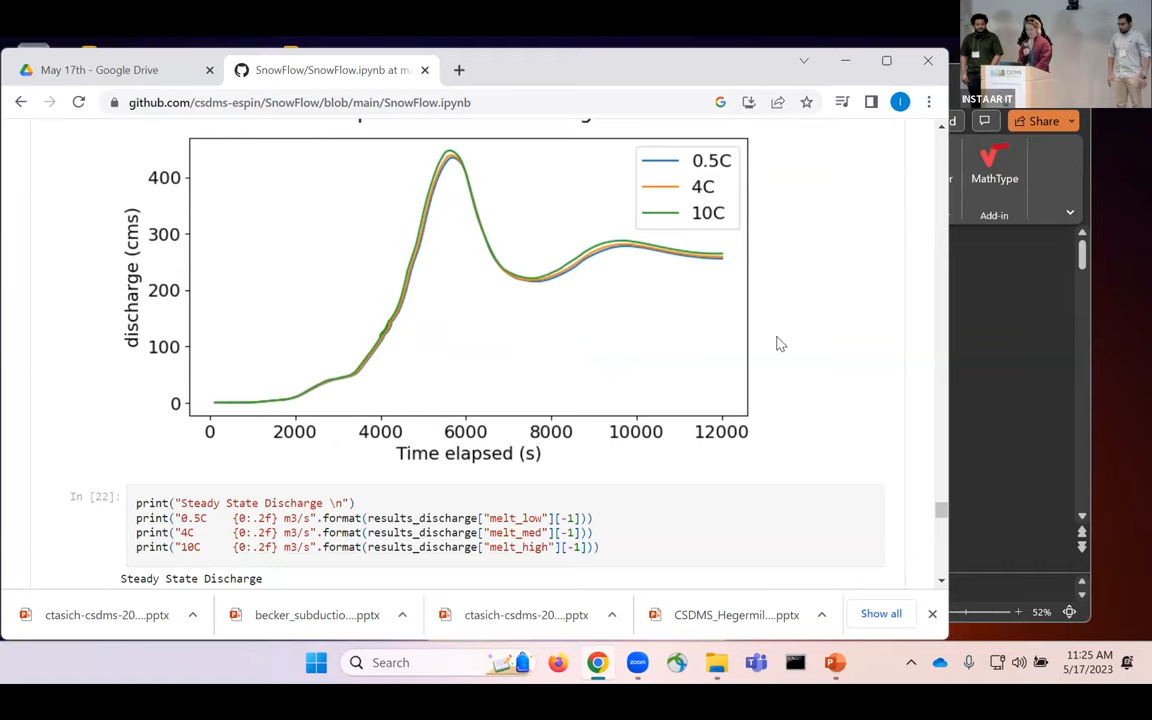 May 17th - Google Drive
SnowFlow/SnowFlow.ipynb at m
github.com/csdms-espin/SnowFlow/blob/main/SnowFlow.ipynb
I
INSTAAR IT
CSDMS
Share
MathType
Add-in
discharge (cms)
400
300
200
100
0
0.5C
4C
10C
0 2000 4000 6000 8000 10000 12000
Time elapsed (s)
In [22]:
print("Steady State Discharge \n")
print("0.5C {0:.2f} m3/s".format(results_discharge["melt_low"][-1]))
print("4C {0:.2f} m3/s".format(results_discharge["melt_med"][-1]))
print("10C {0:.2f} m3/s".format(results_discharge["melt_high"][-1]))
Steady State Discharge
ctasich-csdms-20....pptx
becker_subductio....pptx
ctasich-csdms-20....pptx
CSDMS_Hegermil....pptx
Show all
52%
Search
zoom
11:25 AM
5/17/2023